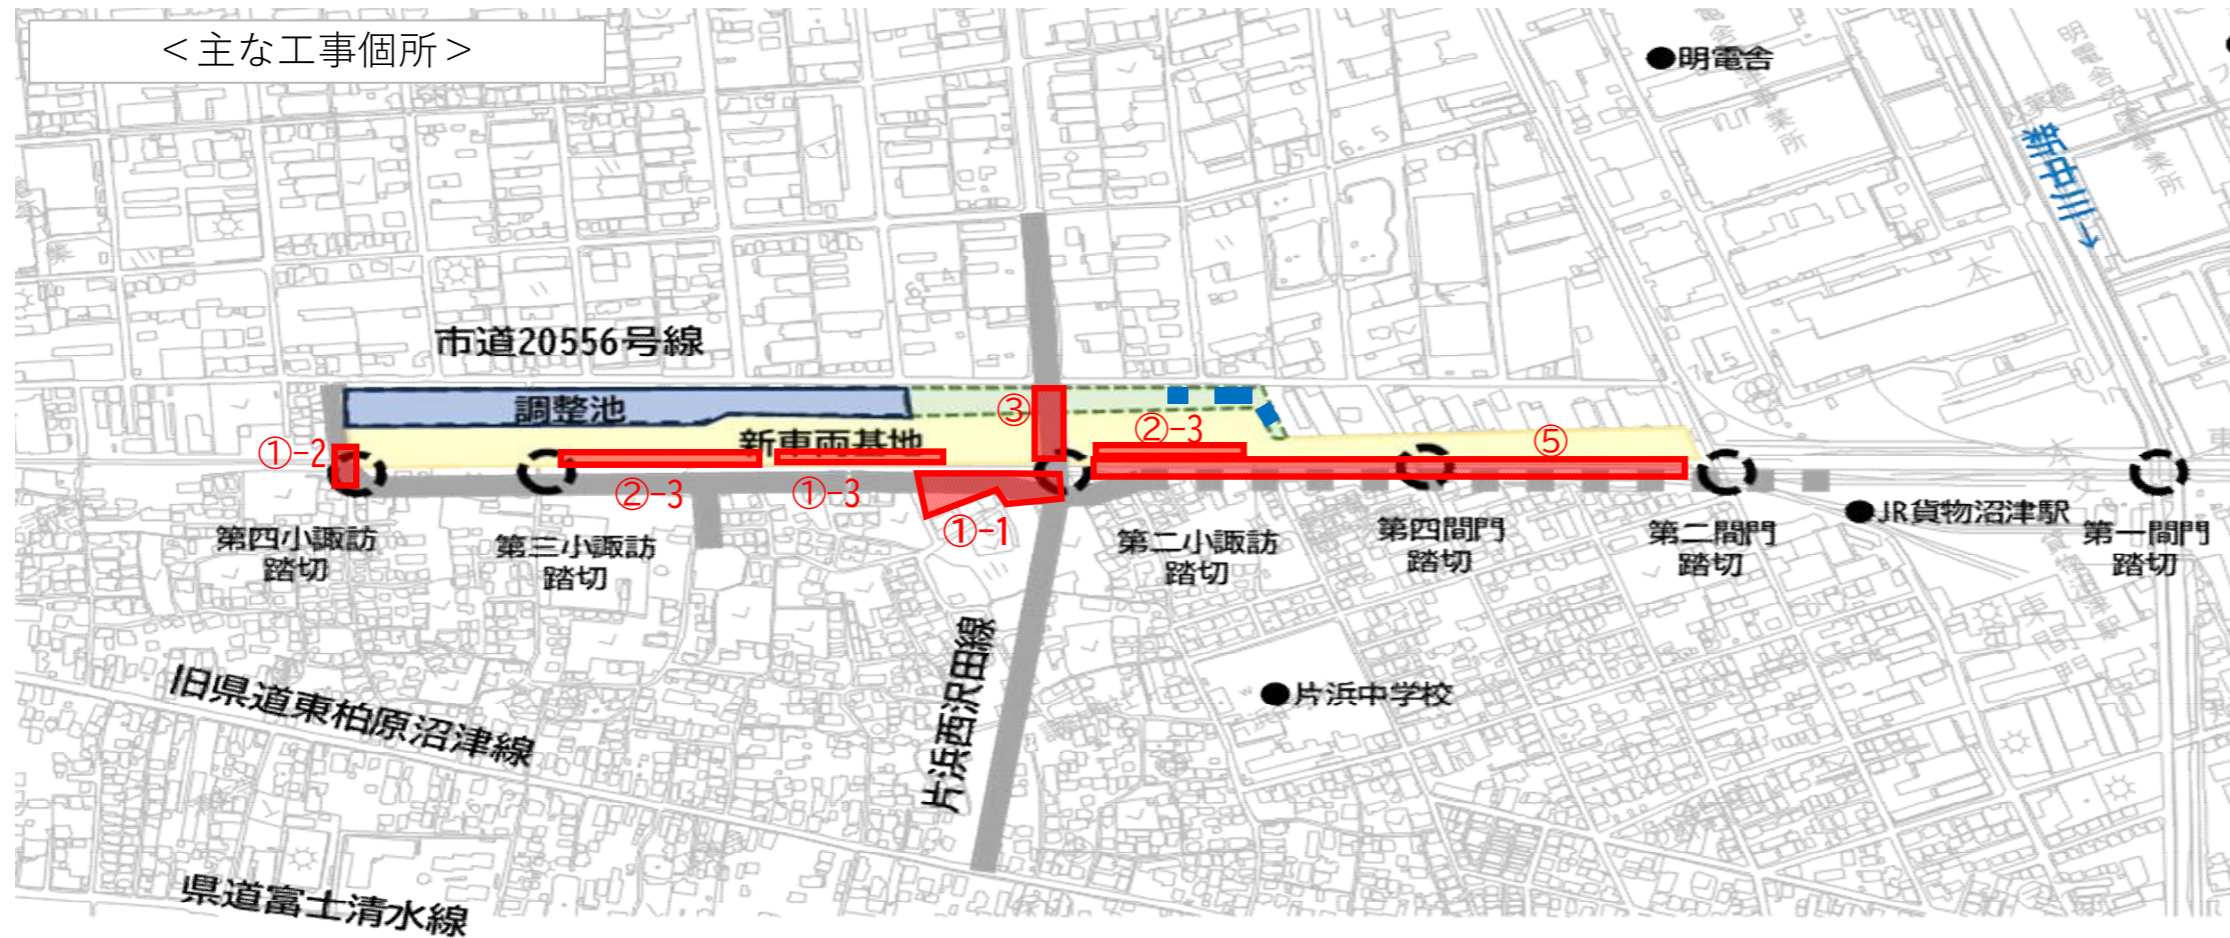 ＜主な工事個所＞
●明電舎
新中川→
市道20556号線
調整池
新車両基地
③
②-3
⑤
①-2
②-3
①-3
①-1
第四小諏訪
踏切
第三小諏訪
踏切
第二小諏訪
踏切
第四間門
踏切
第二間門
踏切
●JR貨物沼津駅
第一間門
踏切
片浜西沢田線
●片浜中学校
旧県道東柏原沼津線
県道富士清水線
6.5